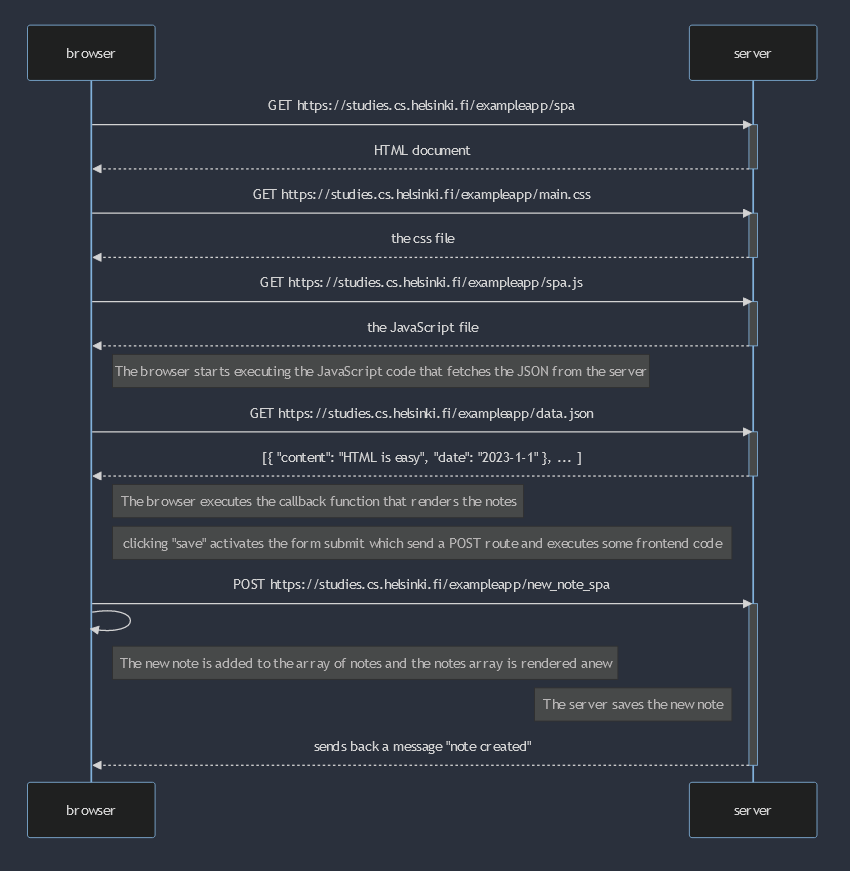 browser
server
GET https://studies.cs.helsinki.fi/exampleapp/spa
HTML document
GET https://studies.cs.helsinki.fi/exampleapp/main.css
the css file
GET https://studies.cs.helsinki.fi/exampleapp/spa.js
the JavaScript file
The browser starts executing the JavaScript code that fetches the JSON from the server
GET https://studies.cs.helsinki.fi/exampleapp/data.json
[{ "content": "HTML is easy", "date": "2023-1-1" }, ... ]
The browser executes the callback function that renders the notes
clicking "save" activates the form submit which send a POST route and executes some frontend code
POST https://studies.cs.helsinki.fi/exampleapp/new_note_spa
The new note is added to the array of notes and the notes array is rendered anew
The server saves the new note
sends back a message "note created"
browser
server